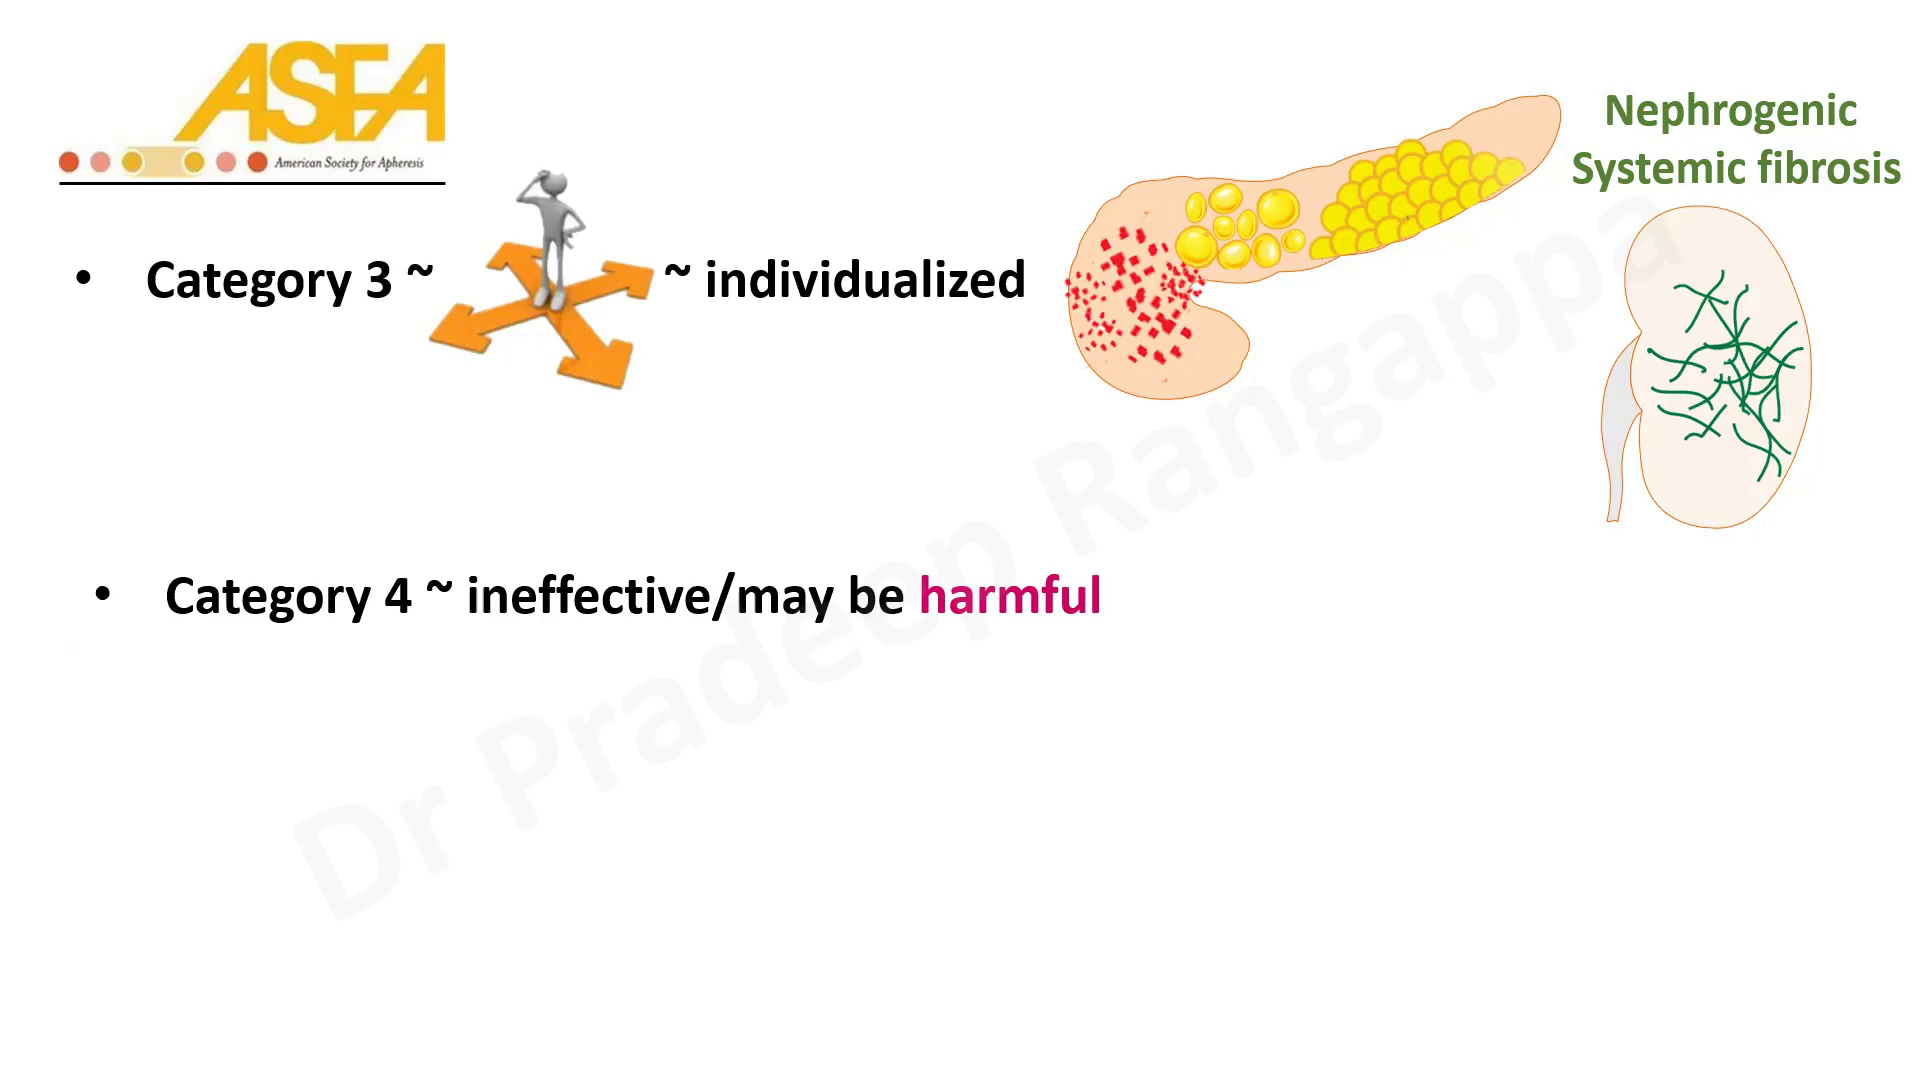 ASFA
American Society for Apheresis
Nephrogenic
Systemic fibrosis
• Category 3 ~ ~ individualized
• Category 4 ~ ineffective/may be harmful
Dr Pradeep Rangappa